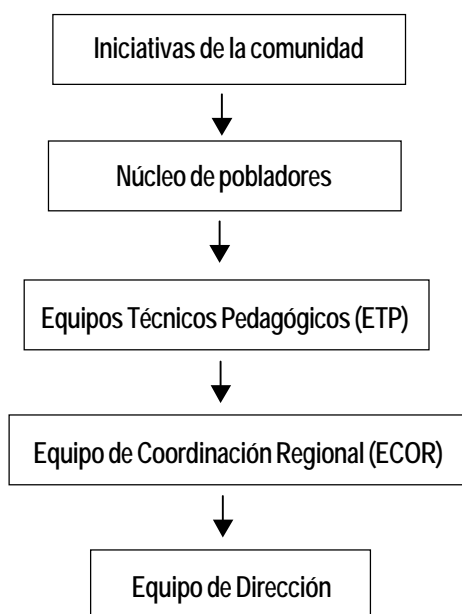 Iniciativas de la comunidad
Núcleo de pobladores
Equipos Técnicos Pedagógicos (ETP)
Equipo de Coordinación Regional (ECOR)
Equipo de Dirección